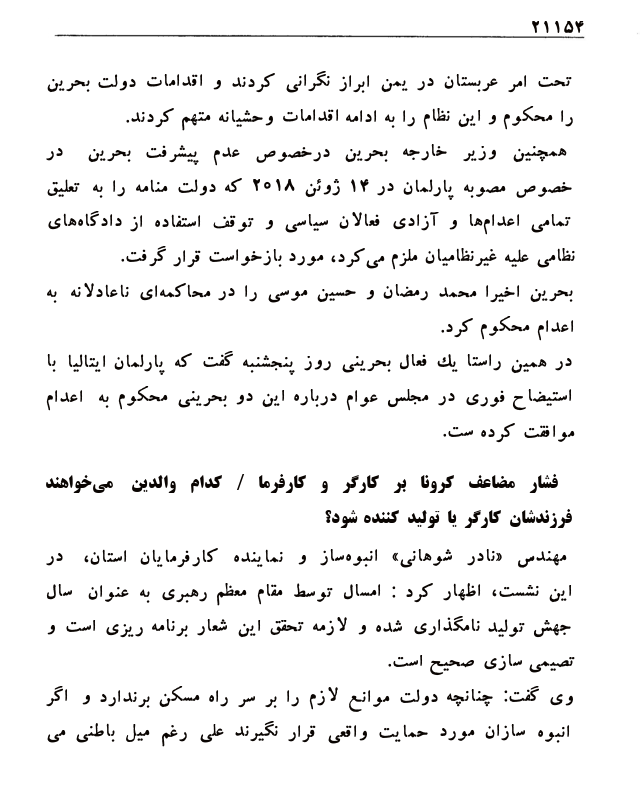 ۲۱۱۵۴
تحت امر عربستان در یمن ابراز نگرانی کردند و اقدامات دولت بحرین
را محکوم و این نظام را به ادامه اقدامات وحشیانه متهم کردند.
همچنین وزیر خارجه بحرین درخصوص عدم پیشرفت بحرین در
خصوص مصوبه پارلمان در ۱۴ ژوئن ۲۰۱۸ که دولت منامه را به تعلیق
تمامی اعدام‌ها و آزادی فعالان سیاسی و توقف استفاده از دادگاه‌های
نظامی علیه غیرنظامیان ملزم می‌کرد، مورد بازخواست قرار گرفت.
بحرین اخیرا محمد رمضان و حسین موسی را در محاکمه‌ای ناعادلانه به
اعدام محکوم کرد.
در همین راستا یك فعال بحرینی روز پنجشنبه گفت که پارلمان ایتالیا با
استیضاح فوری در مجلس عوام درباره این دو بحرینی محکوم به اعدام
موافقت کرده ست.
فشار مضاعف کرونا بر کارگر و کارفرما / کدام والدین می‌خواهند
فرزندشان کارگر یا تولید کننده شود؟
مهندس «نادر شوهانی» انبوه‌ساز و نماینده کارفرمایان استان، در
این نشست، اظهار کرد : امسال توسط مقام معظم رهبری به عنوان سال
جهش تولید نامگذاری شده و لازمه تحقق این شعار برنامه ریزی است و
تصیمی سازی صحیح است.
وی گفت: چنانچه دولت موانع لازم را بر سر راه مسکن برندارد و اگر
انبوه سازان مورد حمایت واقعی قرار نگیرند علی رغم میل باطنی می